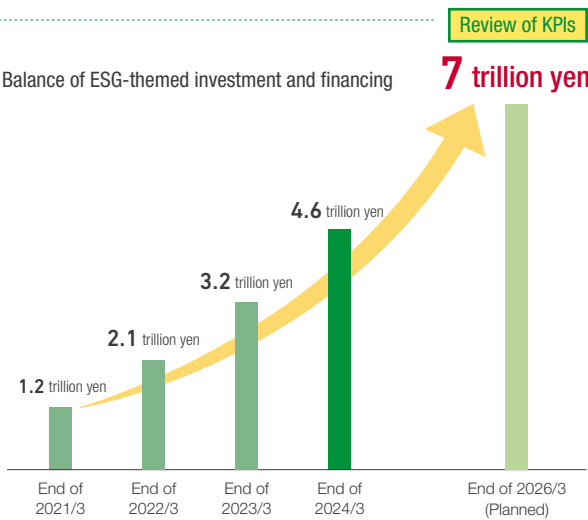 Review of KPIs
Balance of ESG-themed investment and financing
7 trillion yen
4.6 trillion yen
3.2 trillion yen
2.1 trillion yen
1.2 trillion yen
End of
2021/3
End of
2022/3
End of
2023/3
End of
2024/3
End of 2026/3
(Planned)